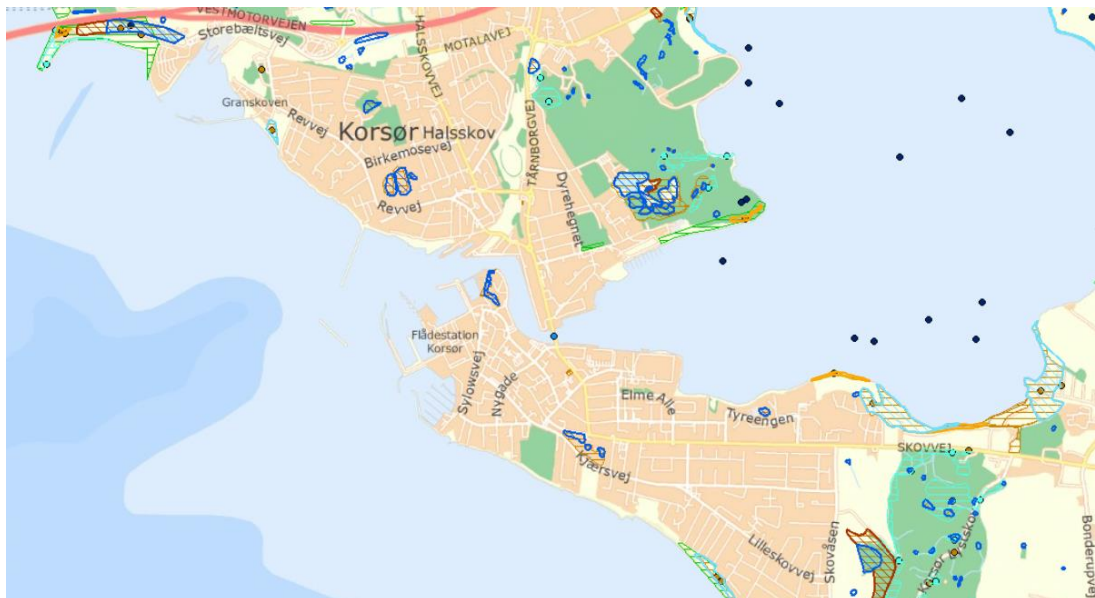 VESTMOTORVEJEN
Storebæltsvej
HALSSKOVVEJ
MOTALAVEJ
Granskoven
Revvej
Korsør Halsskov
Birkemosevej
TÅRNBORGVEJ
Revvej
Dyrehegnet
Flådestation
Korsør
Sylowsvej
Nygade
Elme Alle
Tyreengen
SKOVVEJ
Kjærsvej
Lilleskovvej
Skovåsen
Bonderupvej